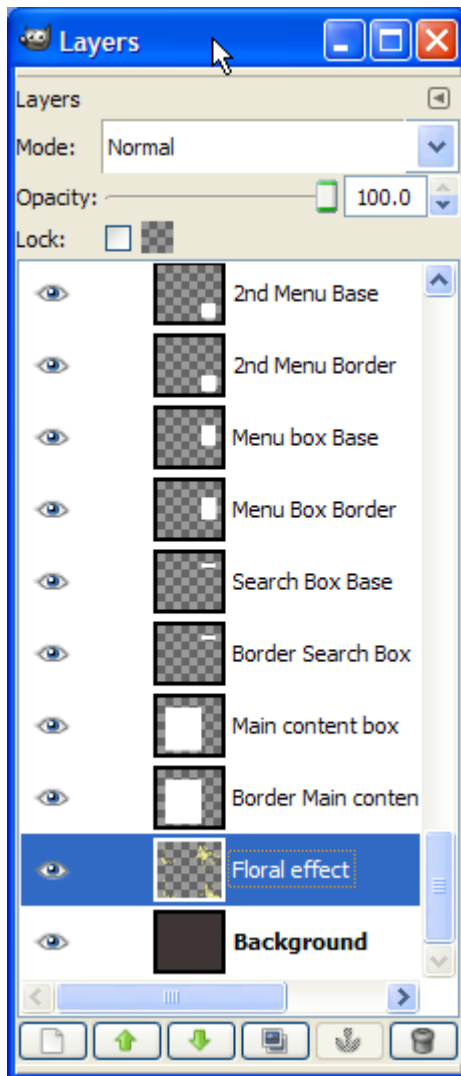 Layers
Layers
Mode: Normal
Opacity: 100.0
Lock:
2nd Menu Base
2nd Menu Border
Menu box Base
Menu Box Border
Search Box Base
Border Search Box
Main content box
Border Main conten
Floral effect
Background